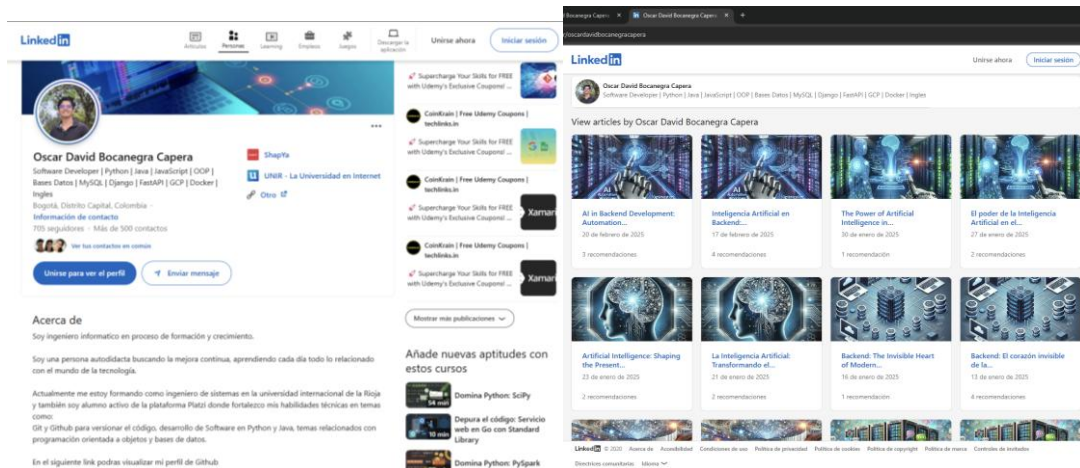 LinkedIn
Artículos
Personas
Learning
Empleos
Juegos
Descargar la
aplicación
Unirse ahora
Iniciar sesión
Oscar David Bocanegra Capera
Software Developer | Python | Java | JavaScript | OOP |
Bases Datos | MySQL | Django | FastAPI | GCP | Docker |
Ingles
Bogotá, Distrito Capital, Colombia
Información de contacto
705 seguidores · Más de 500 contactos
Ver tus contactos en común
Unirse para ver el perfil
Enviar mensaje
ShapYa
UNIR - La Universidad en Internet
Otro
Acerca de
Soy ingeniero informatico en proceso de formación y crecimiento.
Soy una persona autodidacta buscando la mejora continua, aprendiendo cada día todo lo relacionado
con el mundo de la tecnología.
Actualmente me estoy formando como ingeniero de sistemas en la universidad internacional de la Rioja
y también soy alumno activo de la plataforma Platzi donde fortalezco mis habilidades técnicas en temas
como:
Git y Github para versionar el código, desarrollo de Software en Python y Java, temas relacionados con
programación orientada a objetos y bases de datos.
En el siguiente link podras visualizar mi perfil de Github
Supercharge Your Skills for FREE
with Udemy's Exclusive Coupons! ...
CoinKrain | Free Udemy Coupons |
techlinks.in
Supercharge Your Skills for FREE
with Udemy's Exclusive Coupons! ...
CoinKrain | Free Udemy Coupons |
techlinks.in
Supercharge Your Skills for FREE
with Udemy's Exclusive Coupons! ...
Xamari
CoinKrain | Free Udemy Coupons |
techlinks.in
Supercharge Your Skills for FREE
with Udemy's Exclusive Coupons! ...
Xamari
Mostrar más publicaciones
Añade nuevas aptitudes con
estos cursos
54 min
Domina Python: SciPy
10 min
Depura el código: Servicio
web en Go con Standard
Library
Domina Python: PySpark
Bocanegra Capera
Oscar David Bocanegra Capera
/oscardavidbocanegracapera
LinkedIn
Unirse ahora
Iniciar sesión
Oscar David Bocanegra Capera
Software Developer | Python | Java | JavaScript | OOP | Bases Datos | MySQL | Django | FastAPI | GCP | Docker | Ingles
View articles by Oscar David Bocanegra Capera
AI in Backend Development:
Automation...
20 de febrero de 2025
3 recomendaciones
Inteligencia Artificial en
Backend:...
17 de febrero de 2025
4 recomendaciones
The Power of Artificial
Intelligence in...
30 de enero de 2025
1 recomendación
El poder de la Inteligencia
Artificial en el...
27 de enero de 2025
2 recomendaciones
Artificial Intelligence: Shaping
the Present...
23 de enero de 2025
2 recomendaciones
La Inteligencia Artificial:
Transformando el...
21 de enero de 2025
2 recomendaciones
Backend: The Invisible Heart
of Modern...
16 de enero de 2025
1 recomendación
Backend: El corazón invisible
de la...
13 de enero de 2025
4 recomendaciones
LinkedIn © 2020 Acerca de Accesibilidad Condiciones de uso Política de privacidad Política de cookies Política de copyright Política de marca Controles de invitados
Directrices comunitarias Idioma